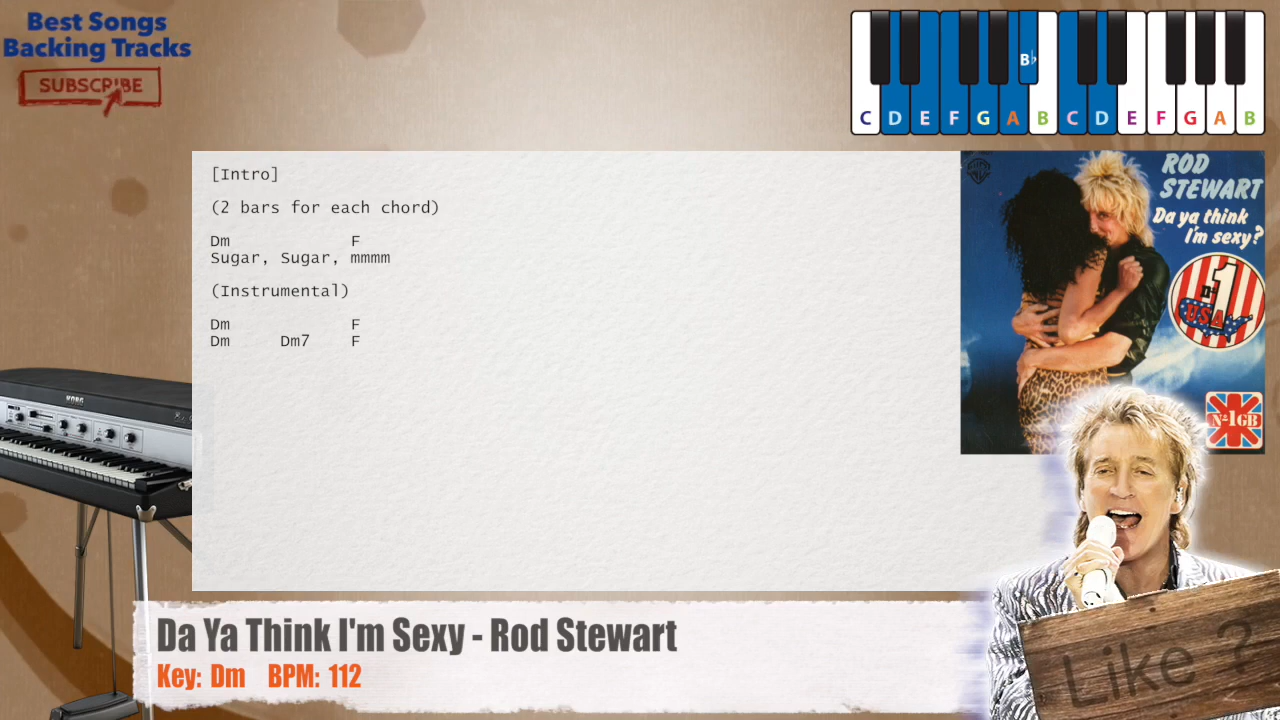 Best Songs
Backing Tracks
SUBSCRIBE
B♭
C D E F G A B C D E F G A B
[Intro]
(2 bars for each chord)
Dm F
Sugar, Sugar, mmmm
(Instrumental)
Dm F
Dm Dm7 F
ROD
STEWART
Da ya think
I'm sexy?
1
USA
Nº1GB
KORG
Da Ya Think I'm Sexy - Rod Stewart
Key: Dm BPM: 112
Like ?